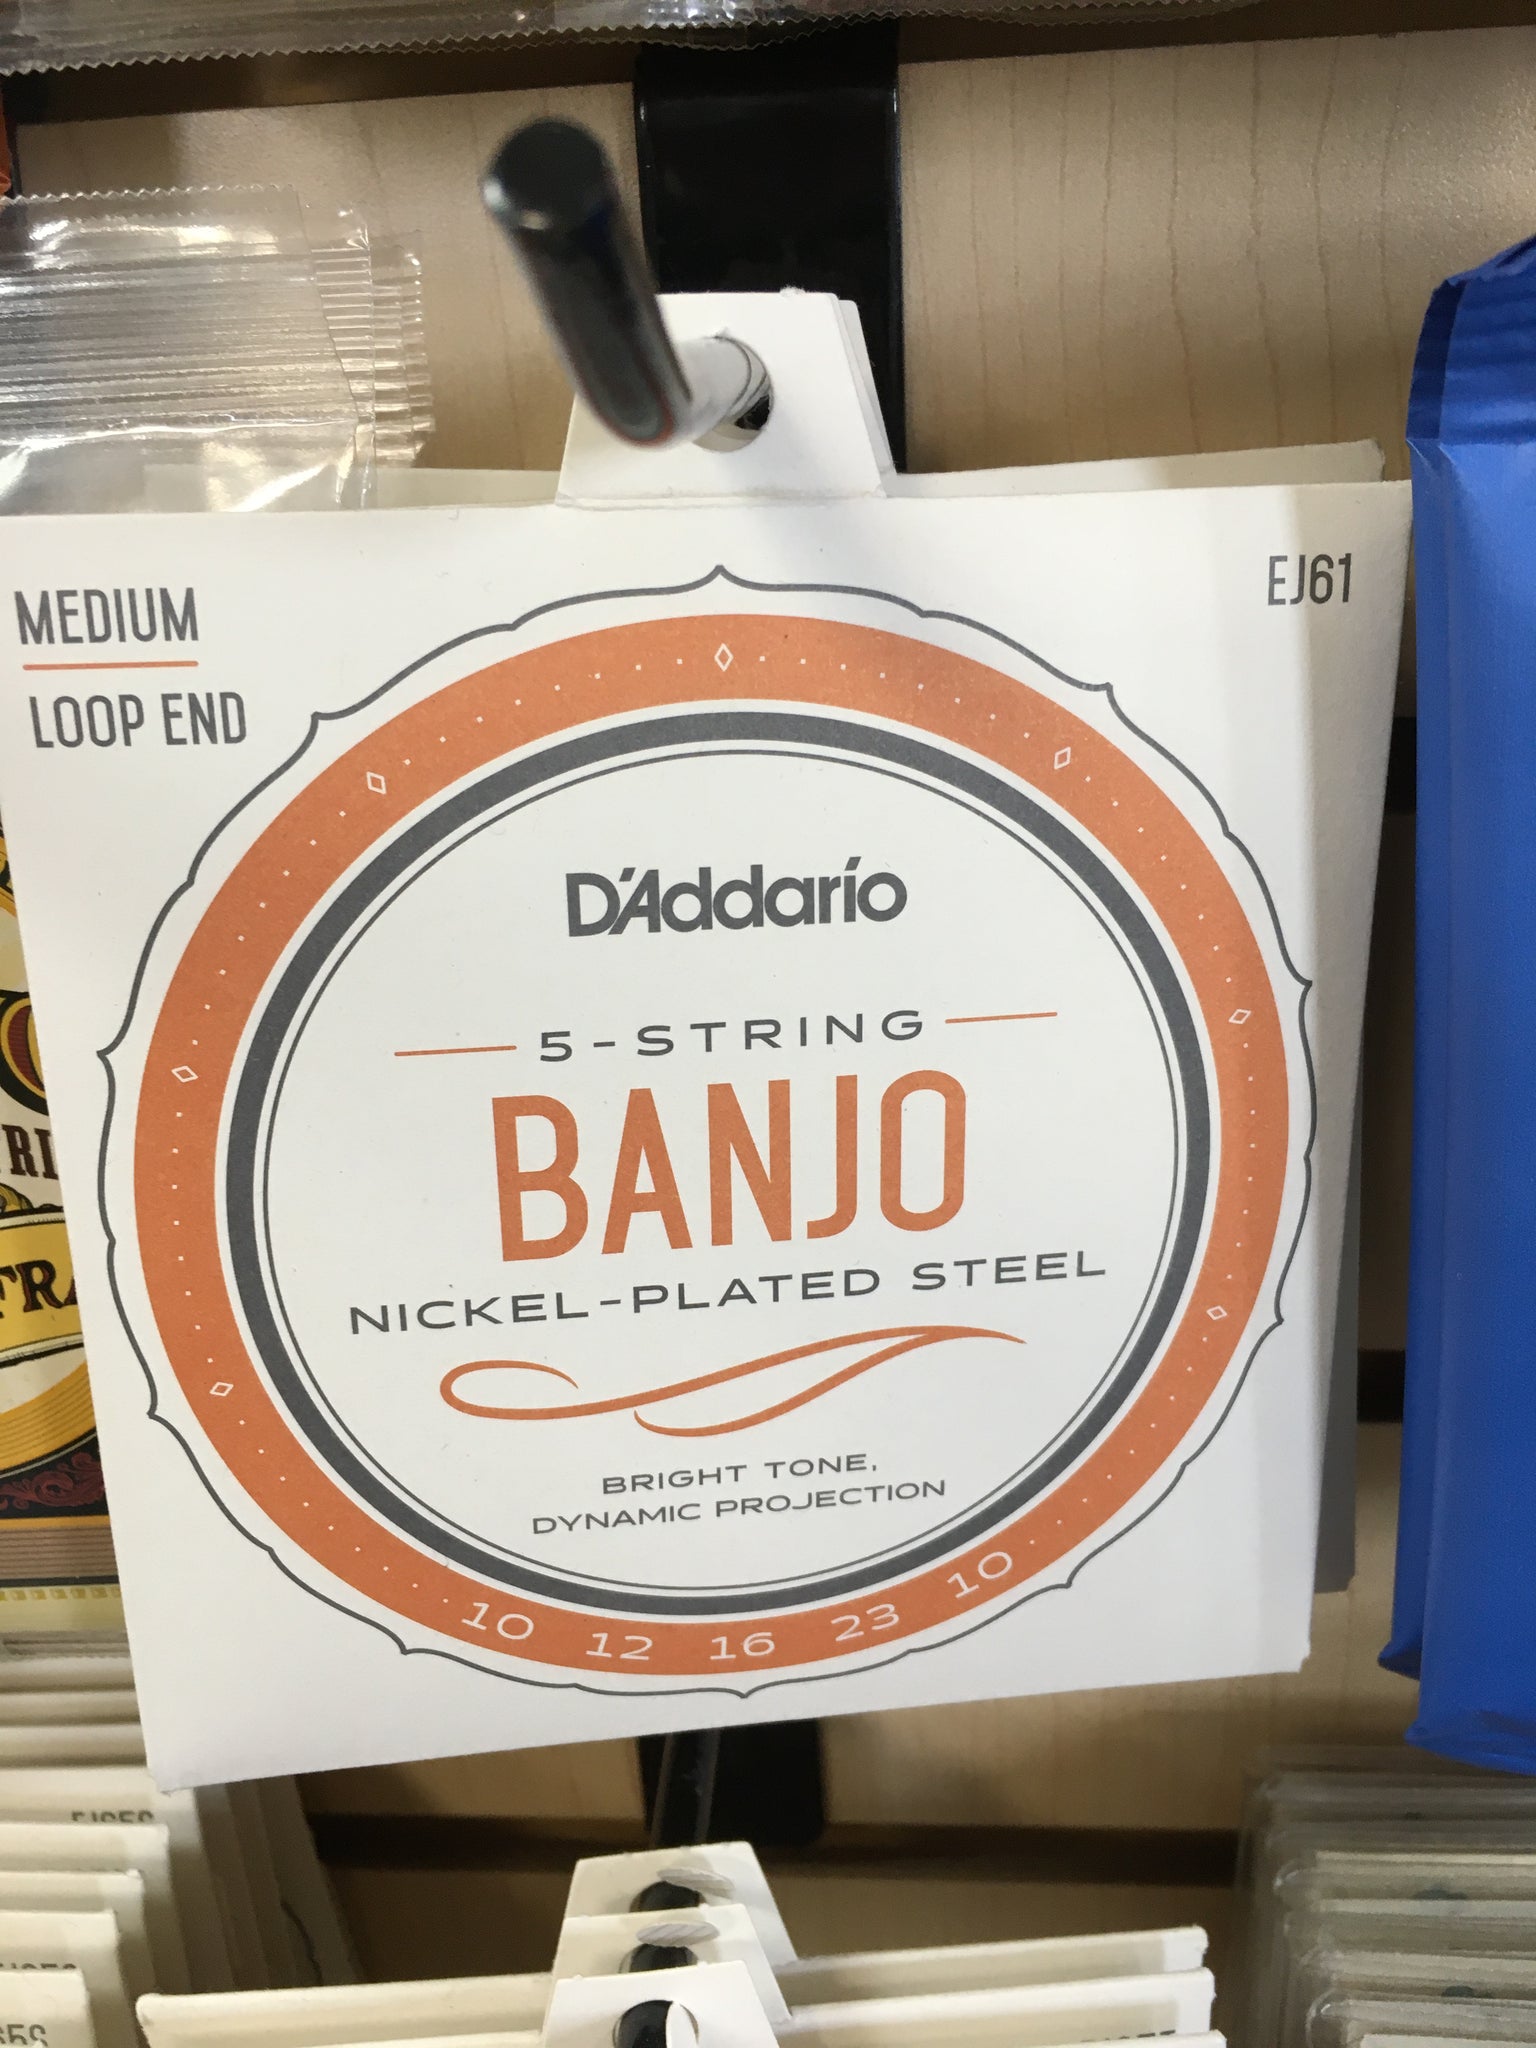 MEDIUM
LOOP END
EJ61
D'Addario
5-STRING
BANJO
NICKEL-PLATED STEEL
BRIGHT TONE,
DYNAMIC PROJECTION
10 12 16 23 10